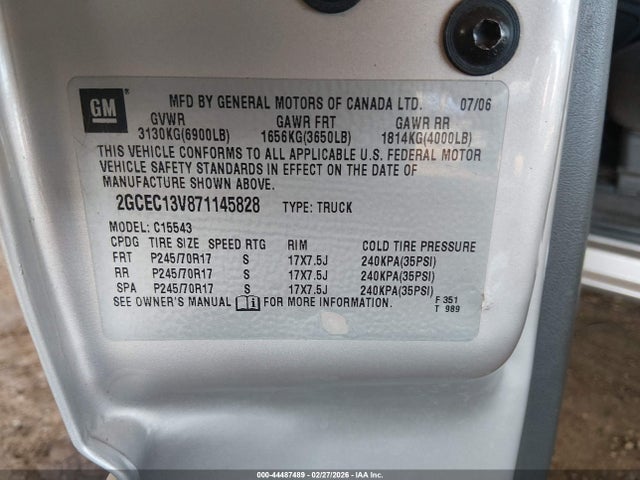 GM
MFD BY GENERAL MOTORS OF CANADA LTD. 07/06
GVWR GAWR FRT GAWR RR
3130KG(6900LB) 1656KG(3650LB) 1814KG(4000LB)
THIS VEHICLE CONFORMS TO ALL APPLICABLE U.S. FEDERAL MOTOR
VEHICLE SAFETY STANDARDS IN EFFECT ON THE DATE OF
MANUFACTURE SHOWN ABOVE.
2GCEC13V871145828 TYPE: TRUCK
MODEL: C15543
CPDG TIRE SIZE SPEED RTG RIM COLD TIRE PRESSURE
FRT P245/70R17 S 17X7.5J 240KPA(35PSI)
RR P245/70R17 S 17X7.5J 240KPA(35PSI)
SPA P245/70R17 S 17X7.5J 240KPA(35PSI)
SEE OWNER'S MANUAL FOR MORE INFORMATION. F 351
T 989
000-44487489 - 02/27/2026 - IAA Inc.